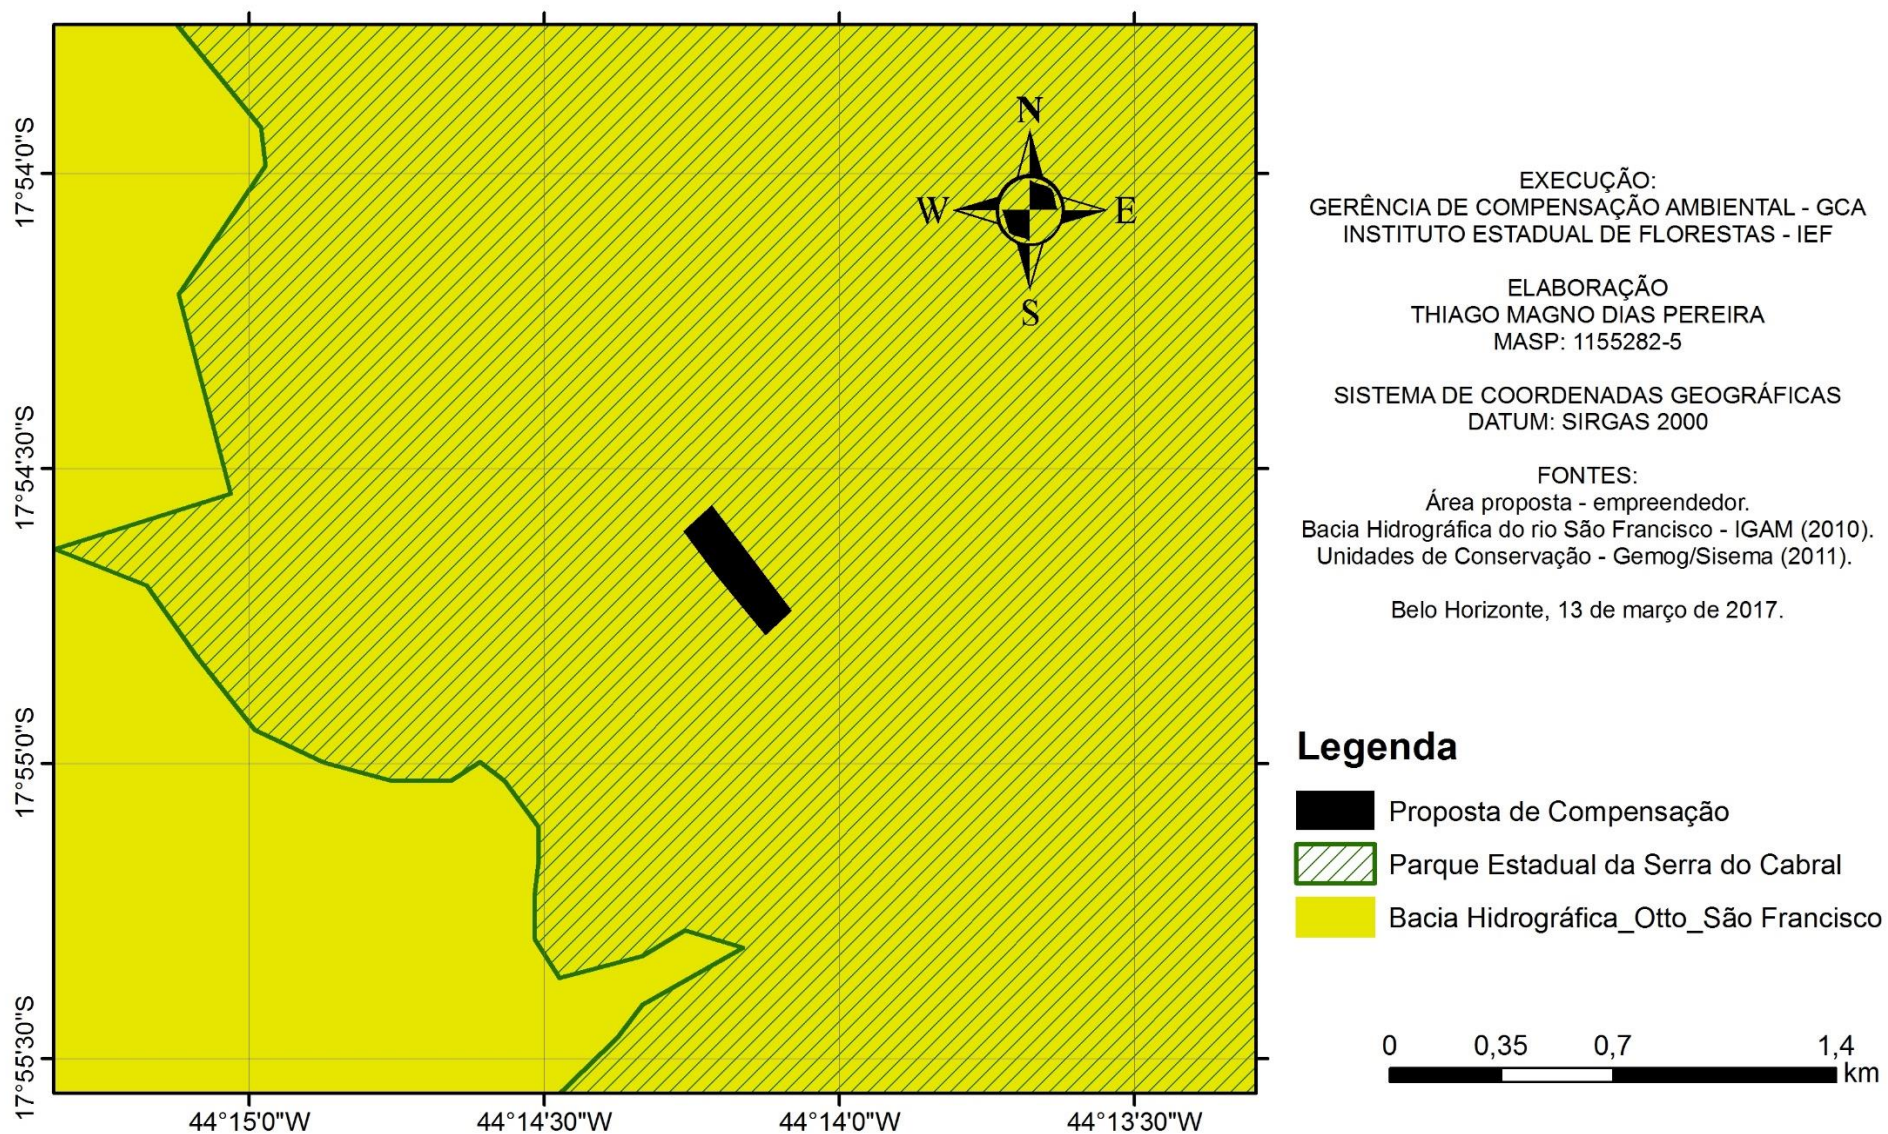 N
W
E
S
17°54'0"S
17°54'30"S
17°55'0"S
17°55'30"S
44°15'0"W
44°14'30"W
44°14'0"W
44°13'30"W
EXECUÇÃO:
GERÊNCIA DE COMPENSAÇÃO AMBIENTAL - GCA
INSTITUTO ESTADUAL DE FLORESTAS - IEF
ELABORAÇÃO
THIAGO MAGNO DIAS PEREIRA
MASP: 1155282-5
SISTEMA DE COORDENADAS GEOGRÁFICAS
DATUM: SIRGAS 2000
FONTES:
Área proposta - empreendedor.
Bacia Hidrográfica do rio São Francisco - IGAM (2010).
Unidades de Conservação - Gemog/Sisema (2011).
Belo Horizonte, 13 de março de 2017.
Legenda
Proposta de Compensação
Parque Estadual da Serra do Cabral
Bacia Hidrográfica_Otto_São Francisco
0 0,35 0,7 1,4
km